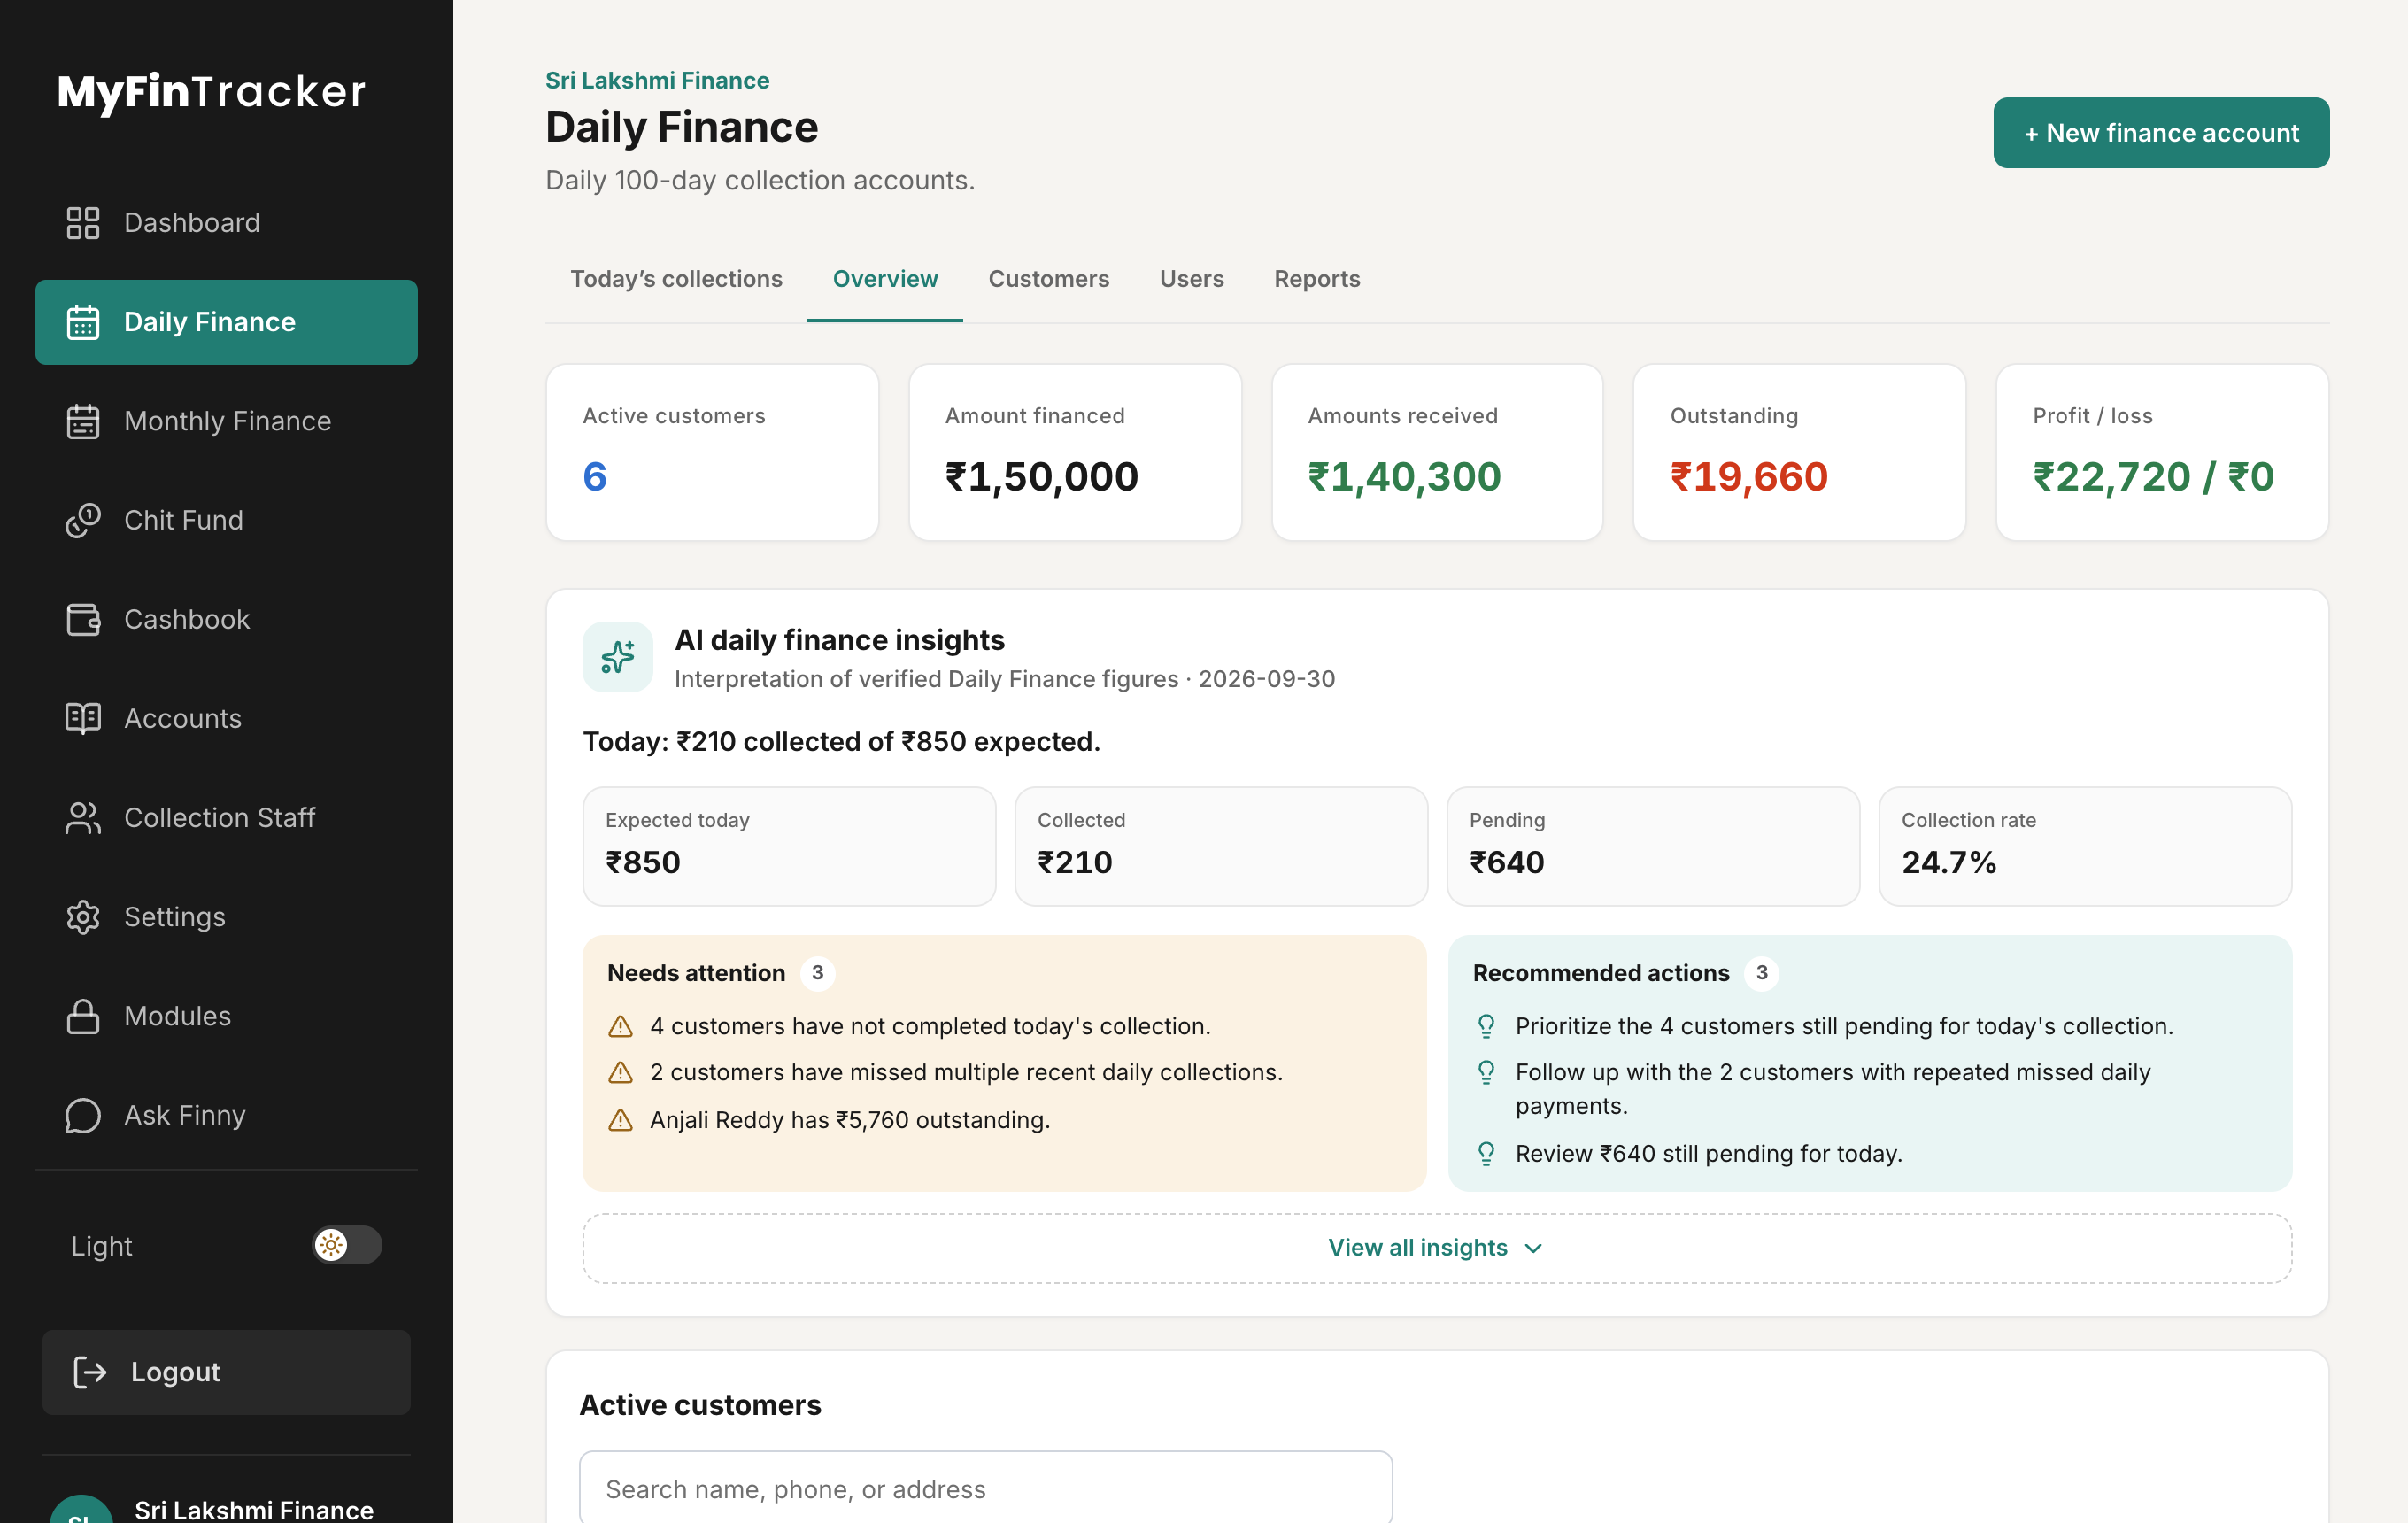 MyFinTracker
Dashboard
Daily Finance
Monthly Finance
Chit Fund
Cashbook
Accounts
Collection Staff
Settings
Modules
Ask Finny
Light
Logout
Sri Lakshmi Finance
Sri Lakshmi Finance
Daily Finance
Daily 100-day collection accounts.
+ New finance account
Today’s collections
Overview
Customers
Users
Reports
Active customers
6
Amount financed
₹1,50,000
Amounts received
₹1,40,300
Outstanding
₹19,660
Profit / loss
₹22,720 / ₹0
AI daily finance insights
Interpretation of verified Daily Finance figures · 2026-09-30
Today: ₹210 collected of ₹850 expected.
Expected today
₹850
Collected
₹210
Pending
₹640
Collection rate
24.7%
Needs attention 3
4 customers have not completed today's collection.
2 customers have missed multiple recent daily collections.
Anjali Reddy has ₹5,760 outstanding.
Recommended actions 3
Prioritize the 4 customers still pending for today's collection.
Follow up with the 2 customers with repeated missed daily
payments.
Review ₹640 still pending for today.
View all insights
Active customers
Search name, phone, or address